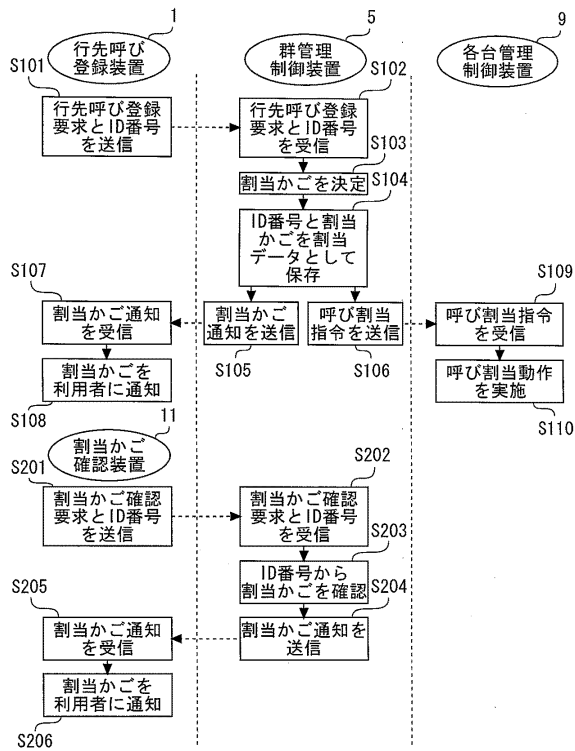 1
行先呼び
登録装置
5
群管理
制御装置
9
各台管理
制御装置
S101
行先呼び登録
要求とID番号
を送信
S102
行先呼び登録
要求とID番号
を受信
S103
割当かごを決定
S104
ID番号と割当
かごを割当
データとして
保存
S107
割当かご通知
を受信
割当かご
通知を送信
S105
呼び割当
指令を送信
S106
S109
呼び割当指令
を受信
割当かごを
利用者に通知
S108
呼び割当動作
を実施
S110
11
割当かご
確認装置
S201
割当かご確認
要求とID番号
を送信
S202
割当かご確認
要求とID番号
を受信
S203
ID番号から
割当かごを確認
S204
割当かご通知を
送信
S205
割当かご通知
を受信
割当かごを
利用者に通知
S206